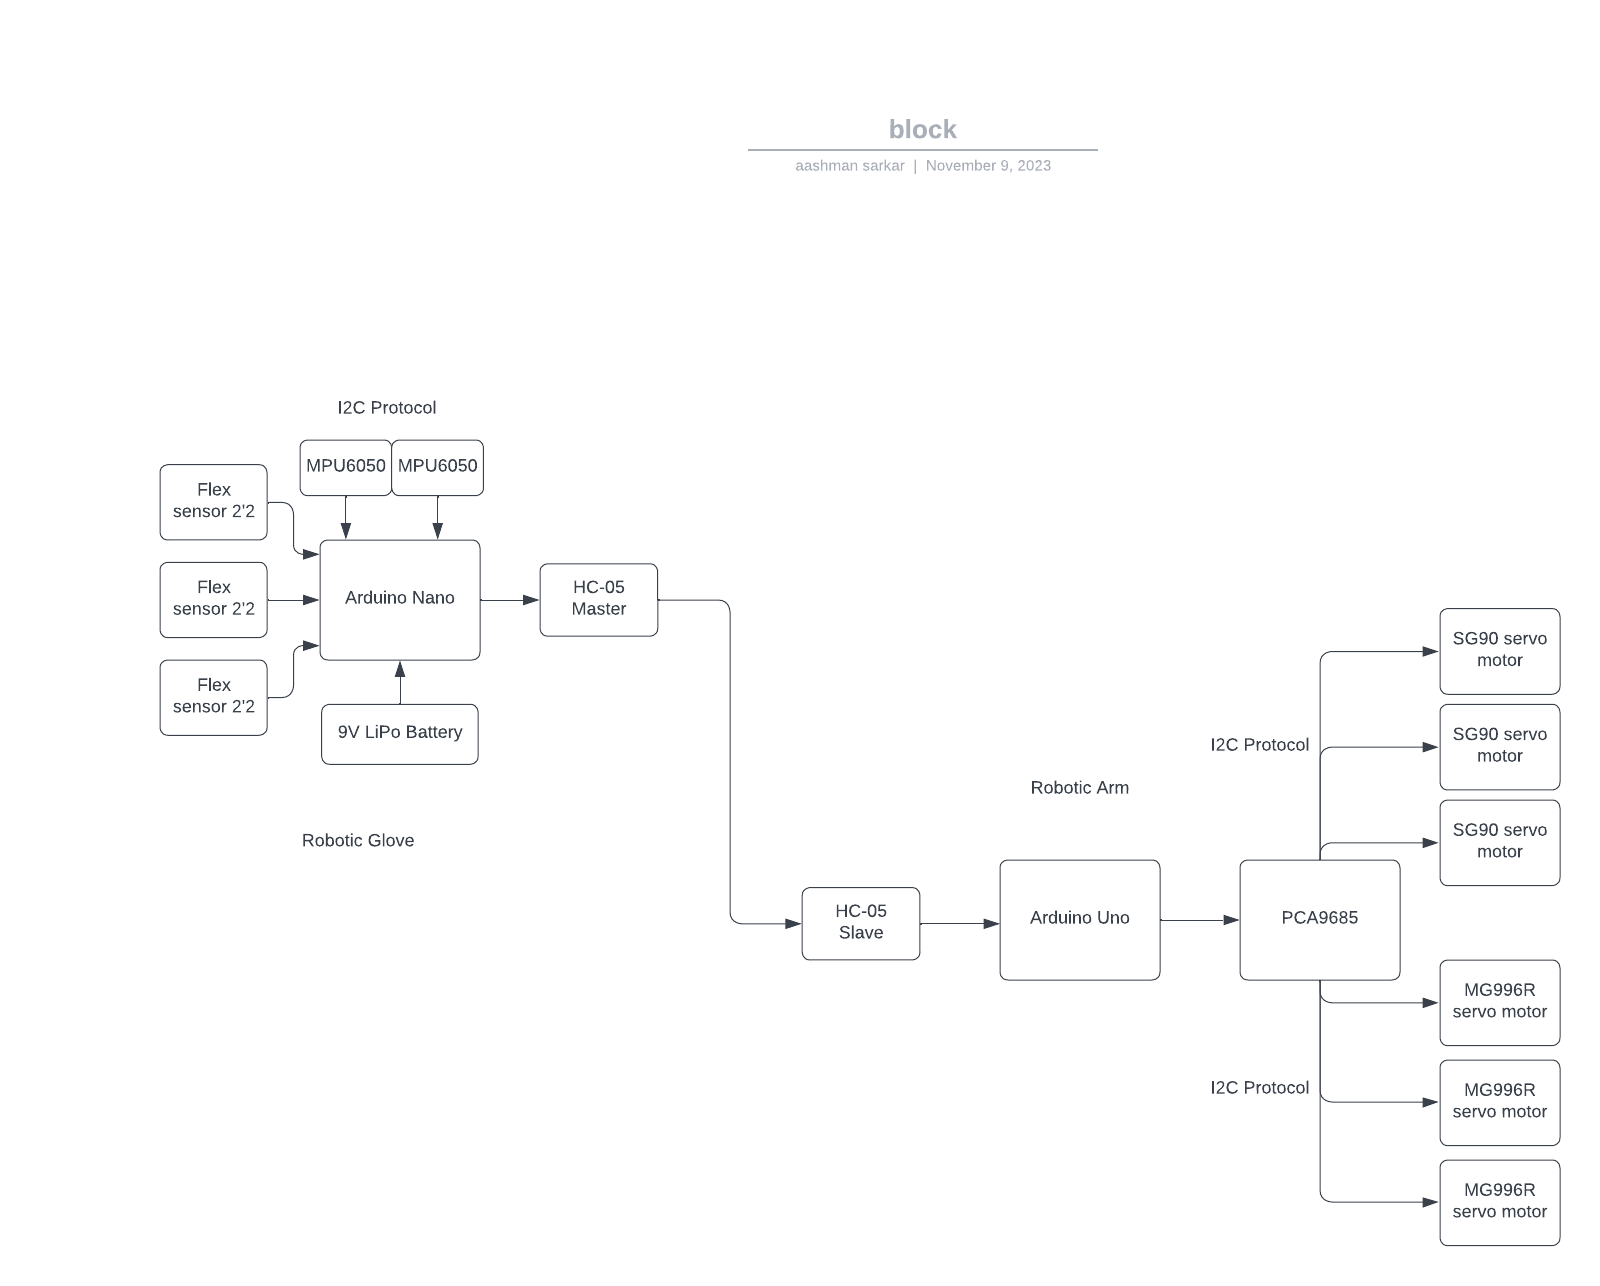 block
aashman sarkar | November 9, 2023
I2C Protocol
MPU6050
MPU6050
Flex
sensor 2'2
Flex
sensor 2'2
Flex
sensor 2'2
Arduino Nano
9V LiPo Battery
HC-05
Master
Robotic Glove
Robotic Arm
HC-05
Slave
Arduino Uno
PCA9685
I2C Protocol
SG90 servo
motor
SG90 servo
motor
SG90 servo
motor
I2C Protocol
MG996R
servo motor
MG996R
servo motor
MG996R
servo motor